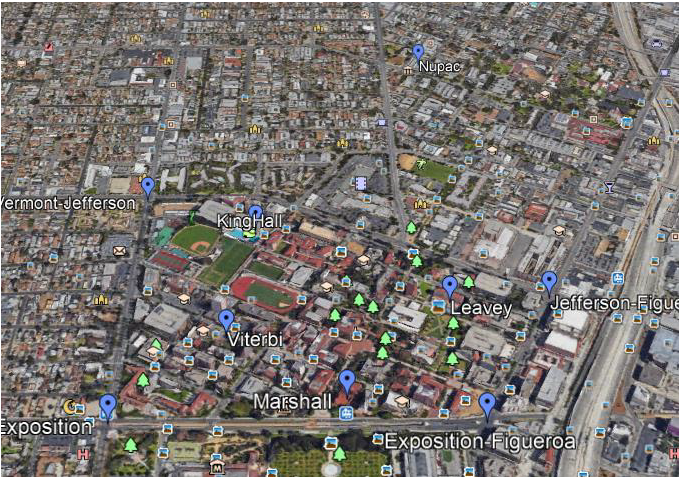 Nupac
Vermont-Jefferson
KingHall
Leavey
Jefferson-Figue
Viterbi
Marshall
Exposition
Exposition-Figueroa